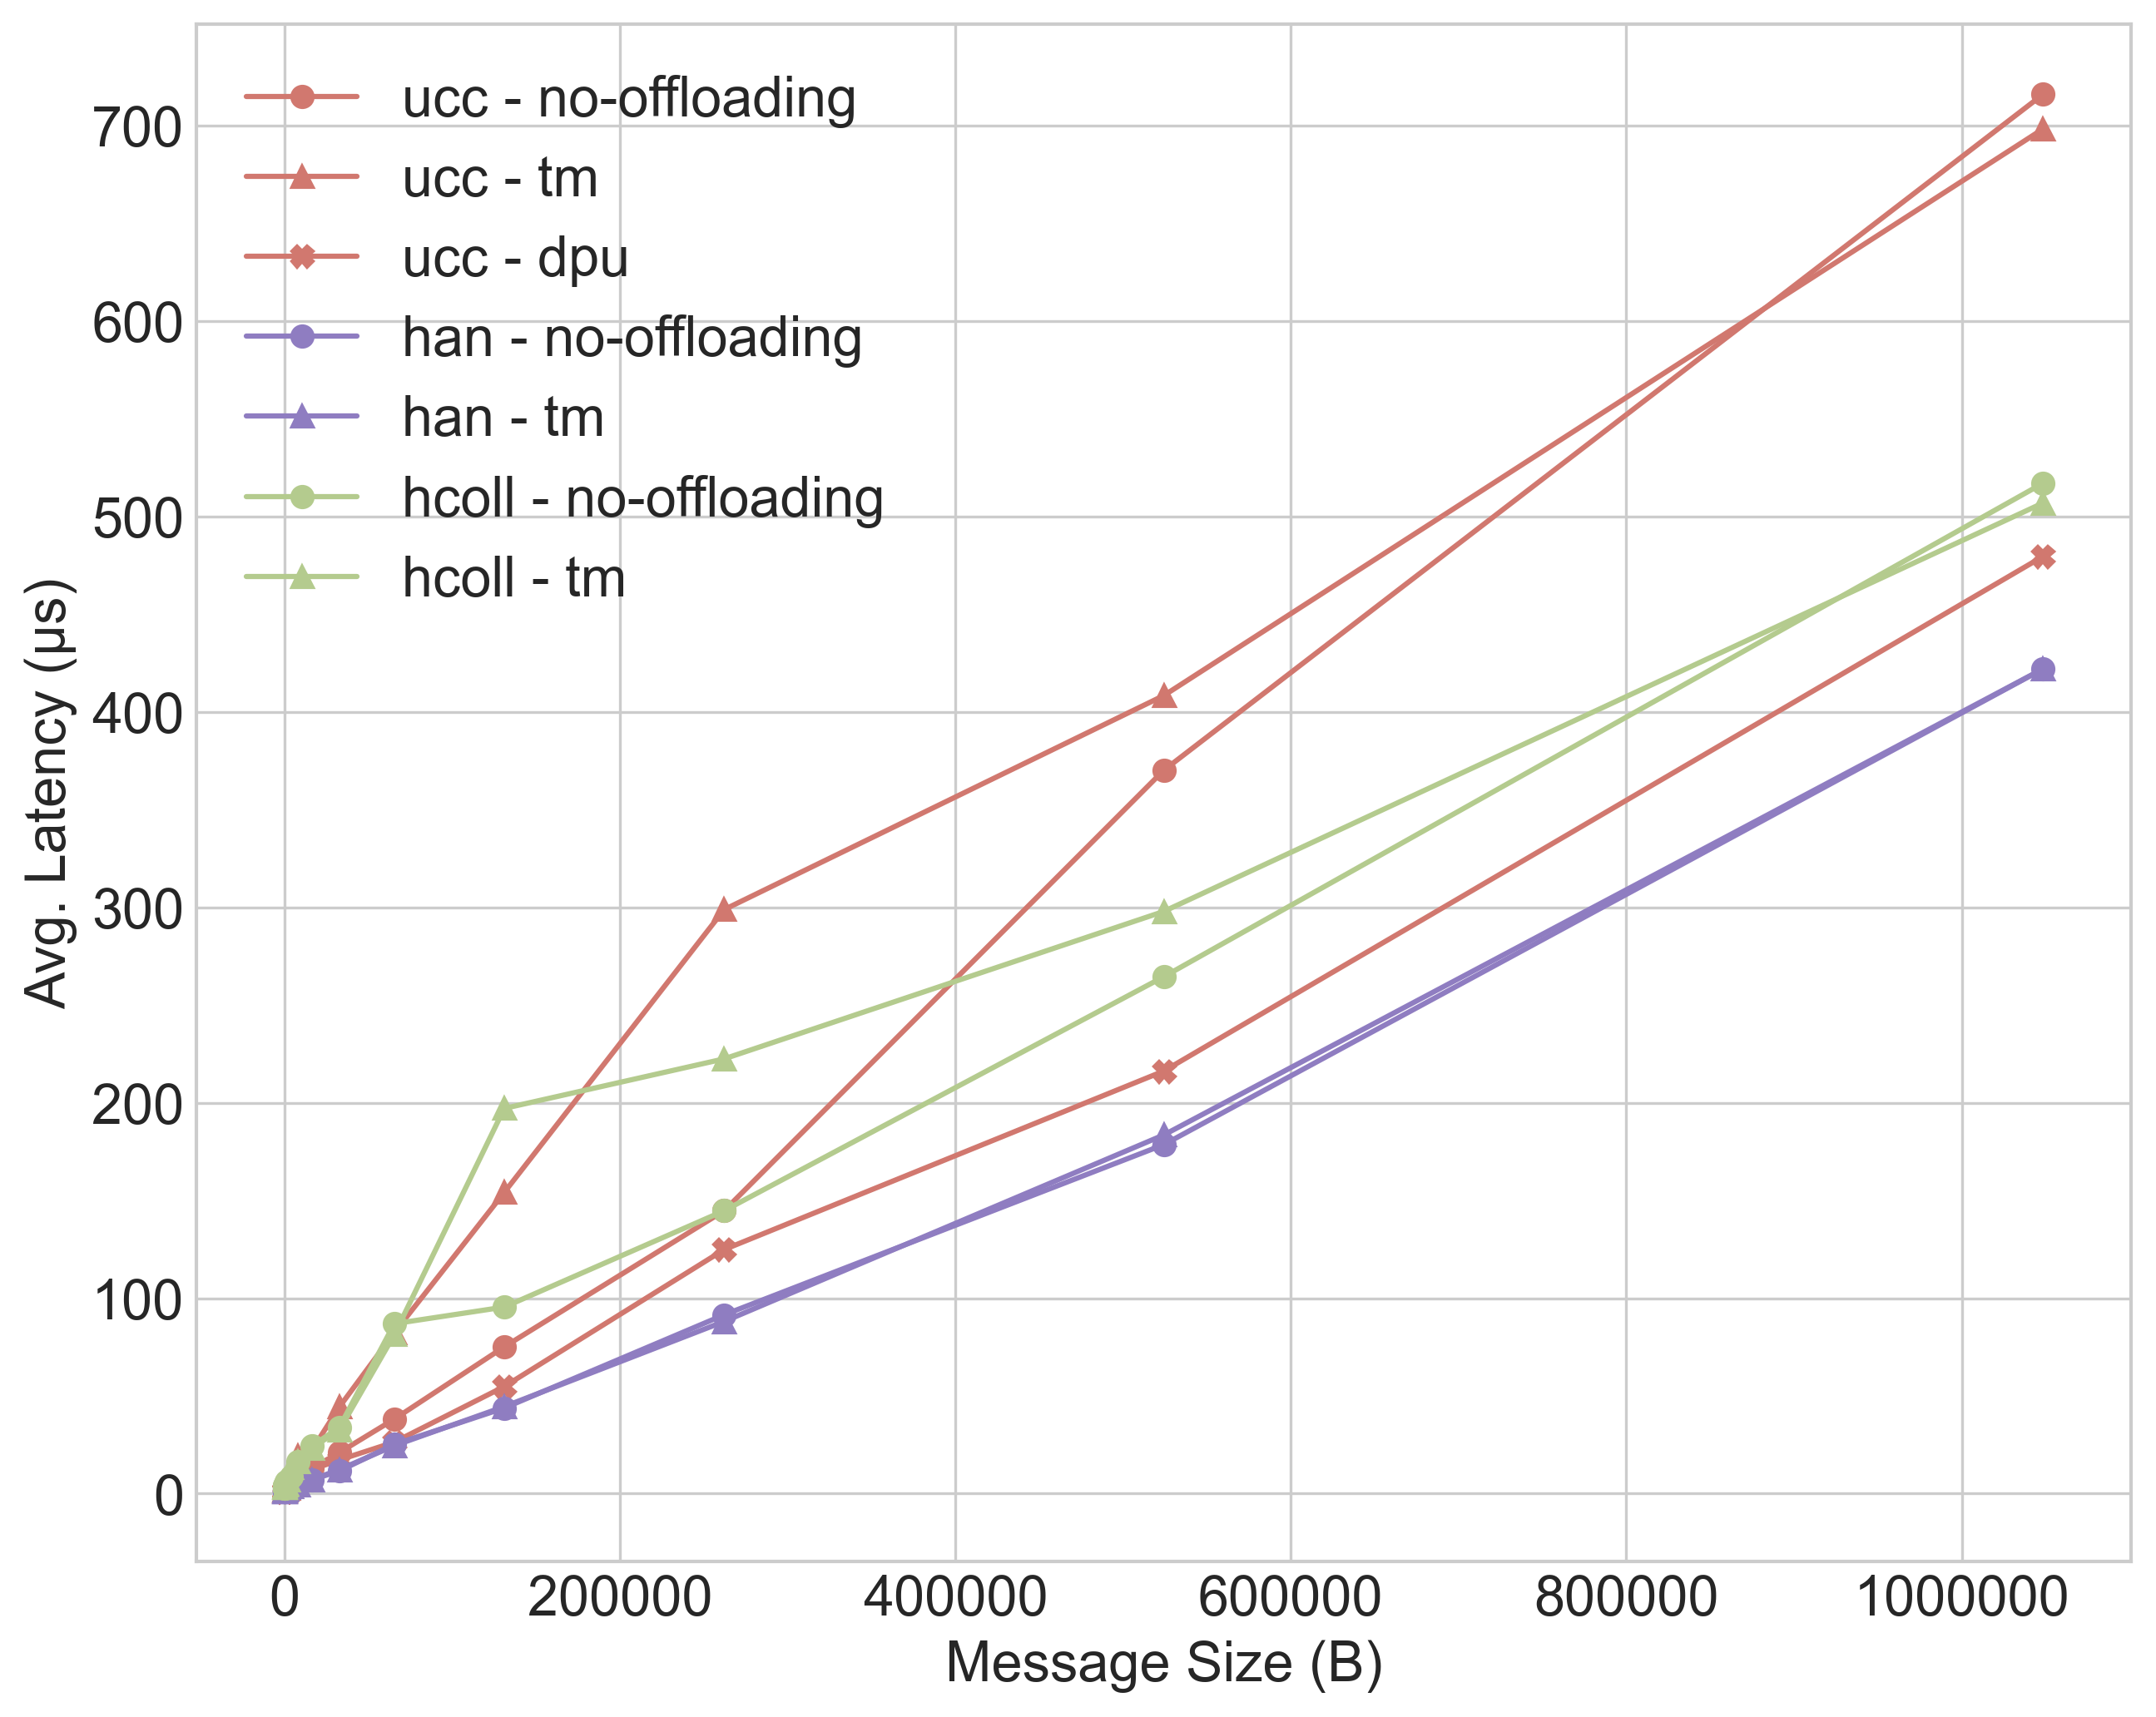 ucc - no-offloading
ucc - tm
ucc - dpu
han - no-offloading
han - tm
hcoll - no-offloading
hcoll - tm
700
600
500
400
300
200
100
0
Avg. Latency (µs)
0 200000 400000 600000 800000 1000000
Message Size (B)